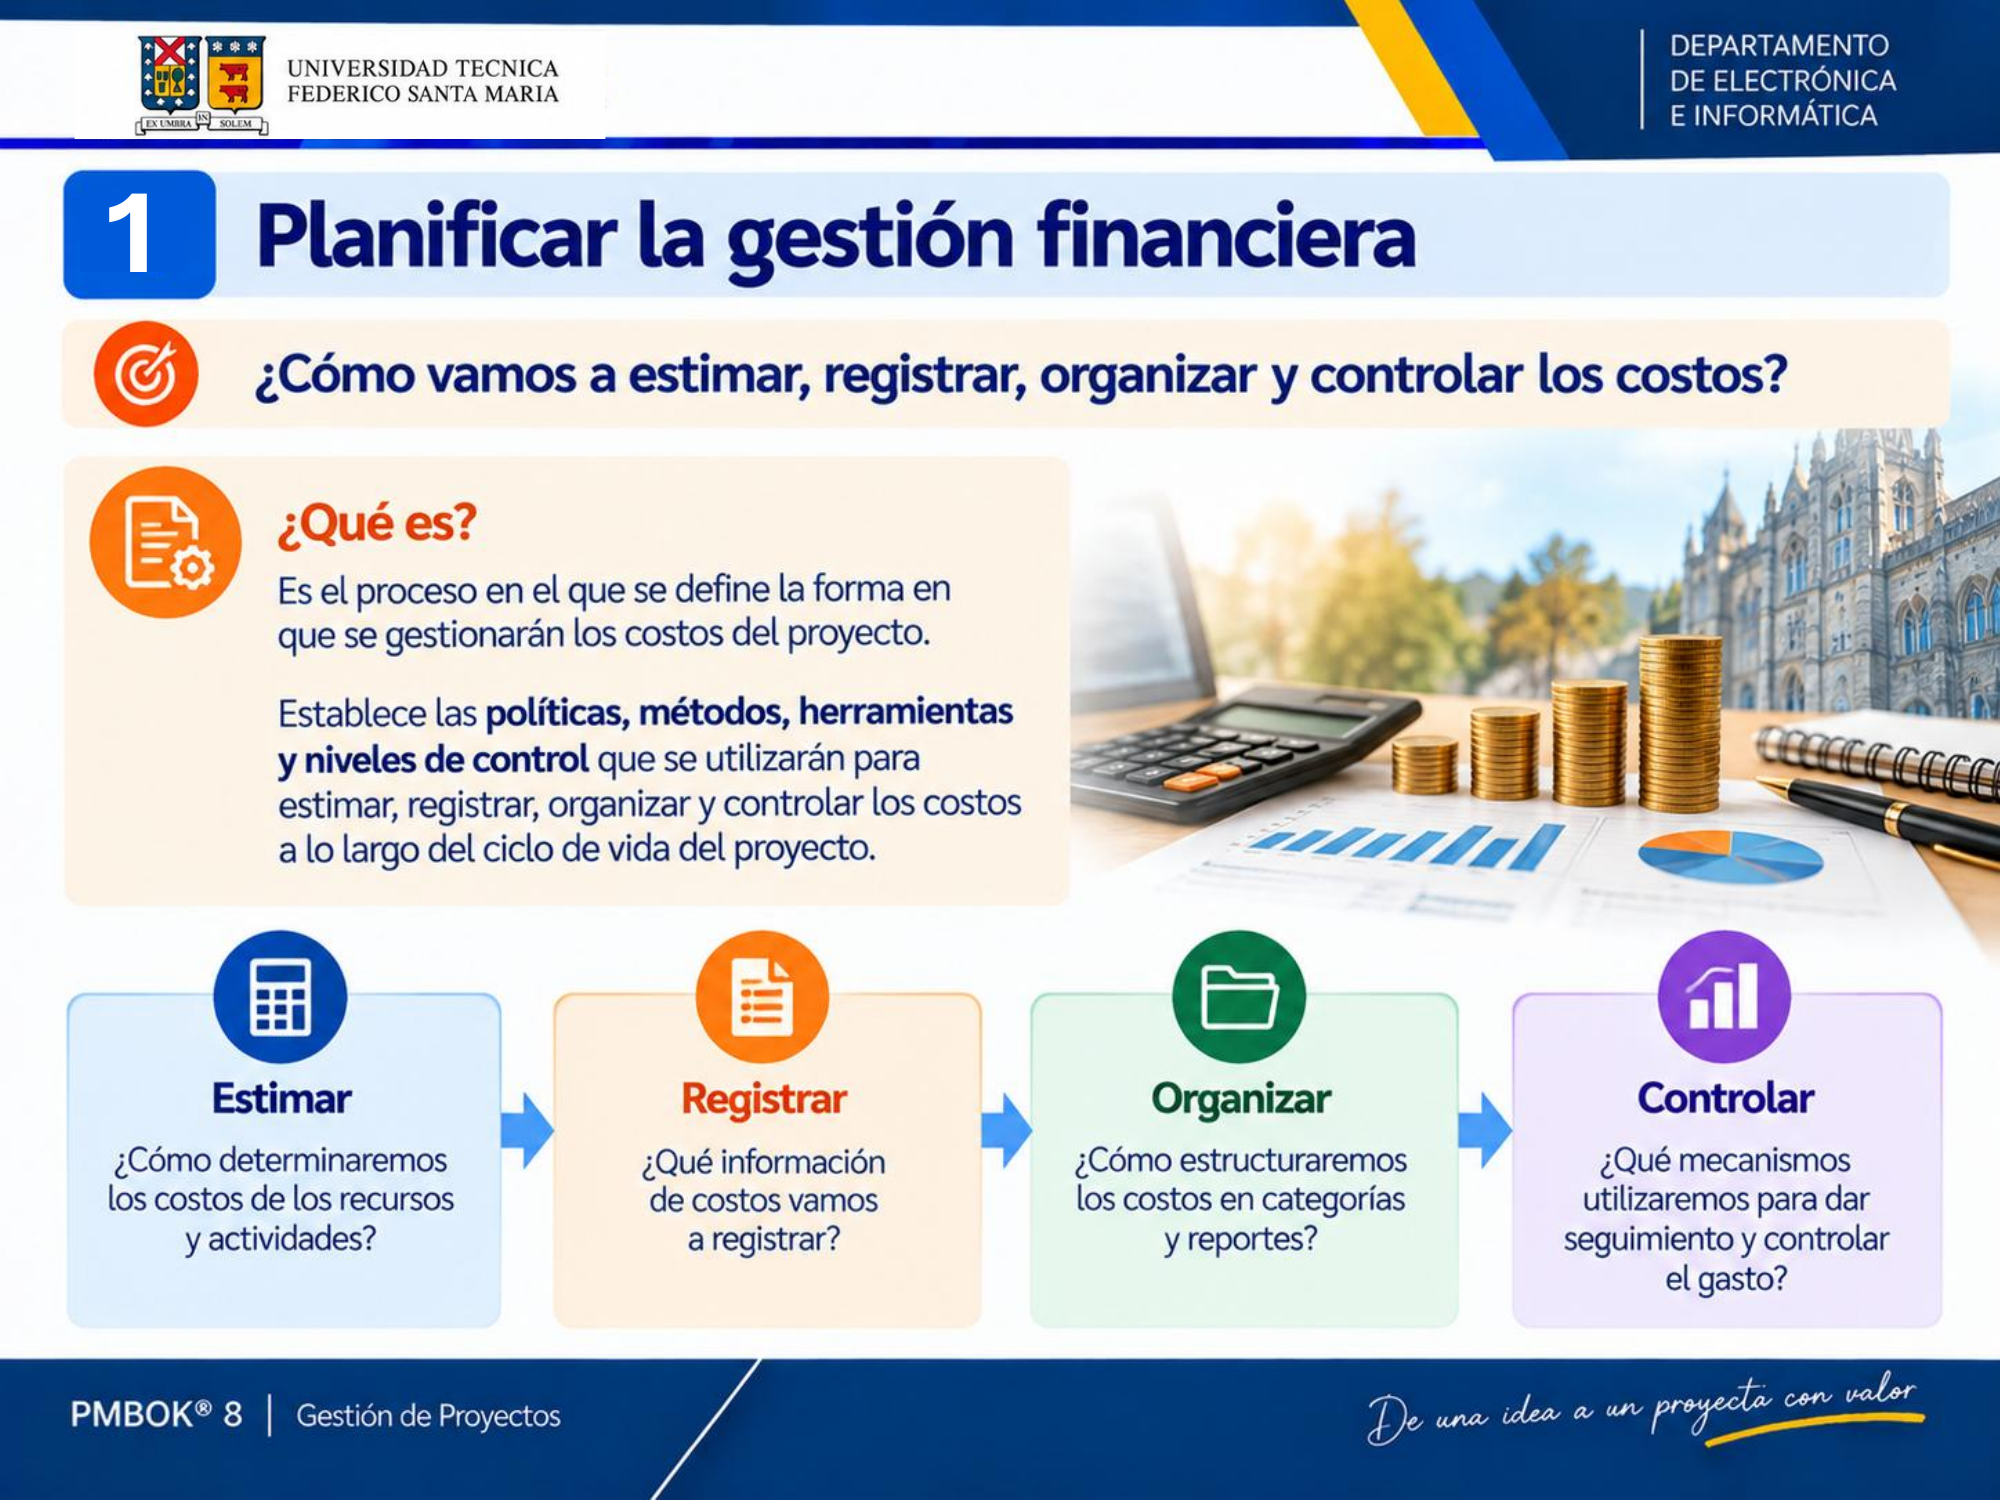 UNIVERSIDAD TECNICA
FEDERICO SANTA MARIA
EX UMBRA IN SOLEM
DEPARTAMENTO
DE ELECTRÓNICA
E INFORMÁTICA
1
Planificar la gestión financiera
¿Cómo vamos a estimar, registrar, organizar y controlar los costos?
¿Qué es?
Es el proceso en el que se define la forma en
que se gestionarán los costos del proyecto.
Establece las políticas, métodos, herramientas
y niveles de control que se utilizarán para
estimar, registrar, organizar y controlar los costos
a lo largo del ciclo de vida del proyecto.
Estimar
¿Cómo determinaremos
los costos de los recursos
y actividades?
Registrar
¿Qué información
de costos vamos
a registrar?
Organizar
¿Cómo estructuraremos
los costos en categorías
y reportes?
Controlar
¿Qué mecanismos
utilizaremos para dar
seguimiento y controlar
el gasto?
PMBOK® 8 | Gestión de Proyectos
De una idea a un proyecto con valor